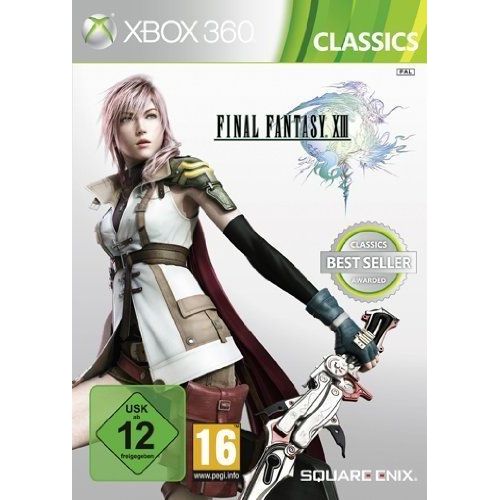 XBOX 360
CLASSICS
PAL
FINAL FANTASY XIII
CLASSICS
BEST SELLER
AWARDED
USK
ab
12
freigegeben
16
www.pegi.info
SQUARE ENIX